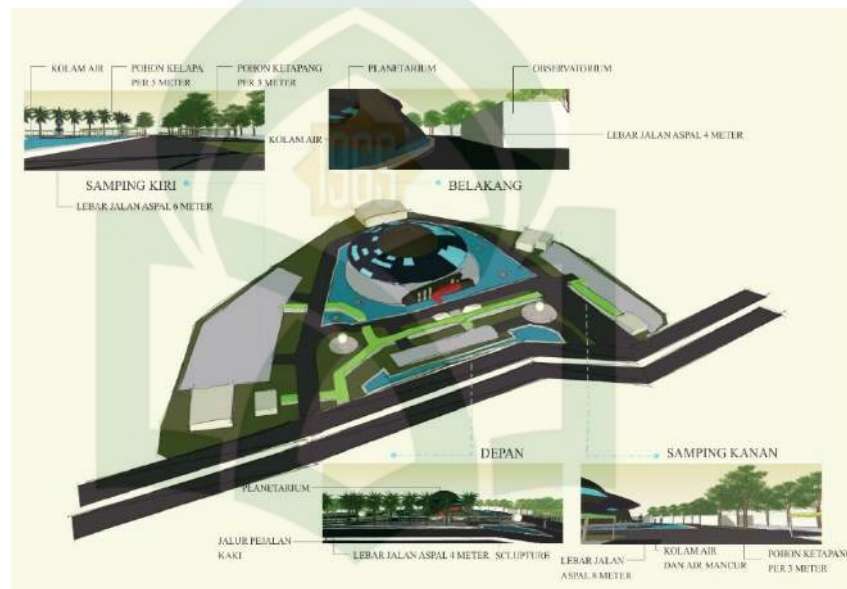 KOLAM AIR
POHON KELAPA
PER 5 METER
POHON KETAPANG
PER 3 METER
SAMPING KIRI
LEBAR JALAN ASPAL 6 METER
PLANETARIUM
OBSERVATORIUM
KOLAM AIR
LEBAR JALAN ASPAL 4 METER
BELAKANG
DEPAN
PLANETARIUM
JALUR PEJALAN
KAKI
LEBAR JALAN ASPAL 4 METER
SCLUPTURE
SAMPING KANAN
LEBAR JALAN
ASPAL 8 METER
KOLAM AIR
DAN AIR MANCUR
POHON KETAPANG
PER 3 METER